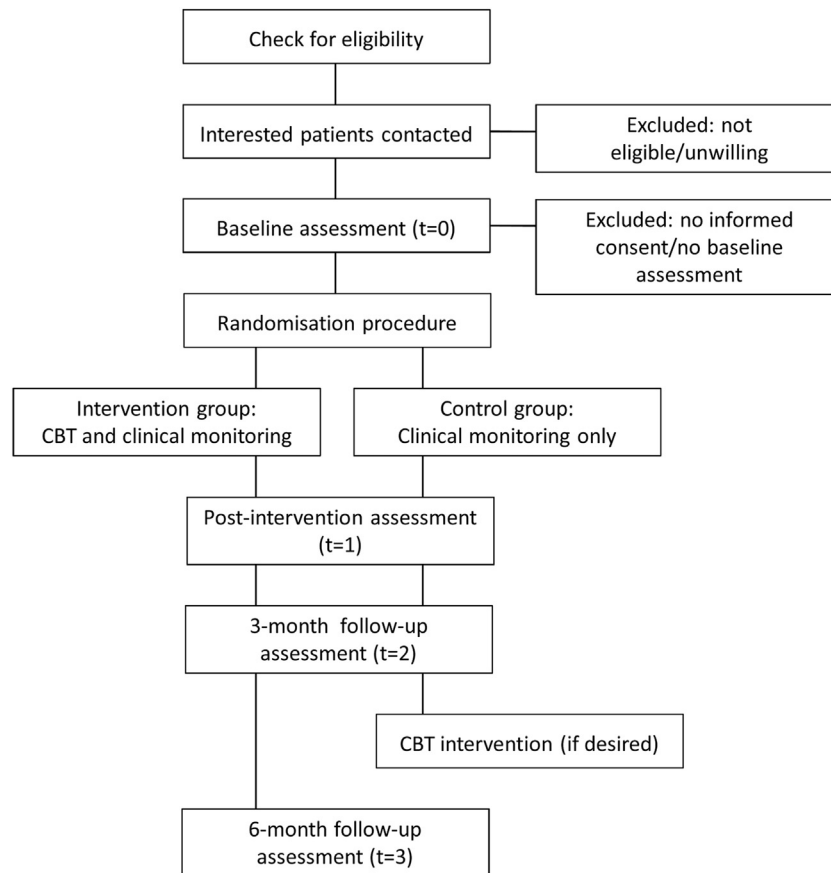 Check for eligibility
Interested patients contacted
Excluded: not
eligible/unwilling
Baseline assessment (t=0)
Excluded: no informed
consent/no baseline
assessment
Randomisation procedure
Intervention group:
CBT and clinical monitoring
Control group:
Clinical monitoring only
Post-intervention assessment
(t=1)
3-month follow-up
assessment (t=2)
CBT intervention (if desired)
6-month follow-up
assessment (t=3)